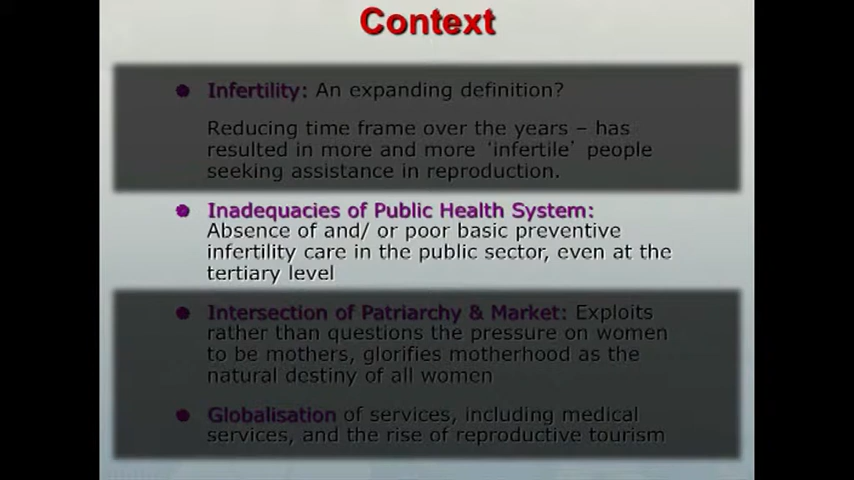 Context
Infertility: An expanding definition?
Reducing time frame over the years – has
resulted in more and more ‘infertile’ people
seeking assistance in reproduction.
Inadequacies of Public Health System:
Absence of and/ or poor basic preventive
infertility care in the public sector, even at the
tertiary level
Intersection of Patriarchy & Market: Exploits
rather than questions the pressure on women
to be mothers, glorifies motherhood as the
natural destiny of all women
Globalisation of services, including medical
services, and the rise of reproductive tourism